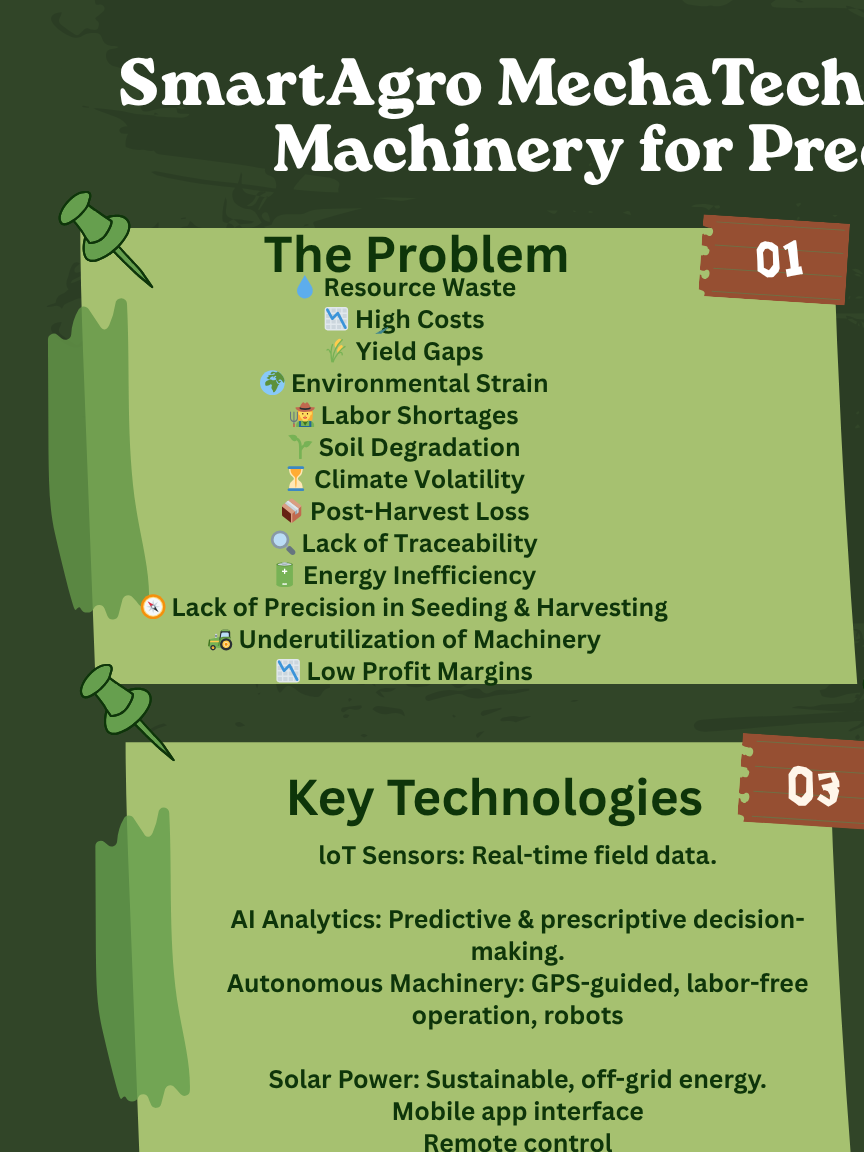 SmartAgro MechaTech
Machinery for Pre
The Problem
01
💧 Resource Waste
📉 High Costs
🌾 Yield Gaps
🌍 Environmental Strain
🧑‍🌾 Labor Shortages
🌱 Soil Degradation
⏳ Climate Volatility
📦 Post-Harvest Loss
🔍 Lack of Traceability
🔋 Energy Inefficiency
🧭 Lack of Precision in Seeding & Harvesting
🚜 Underutilization of Machinery
📉 Low Profit Margins
03
Key Technologies
loT Sensors: Real-time field data.
AI Analytics: Predictive & prescriptive decision-
making.
Autonomous Machinery: GPS-guided, labor-free
operation, robots
Solar Power: Sustainable, off-grid energy.
Mobile app interface
Remote control